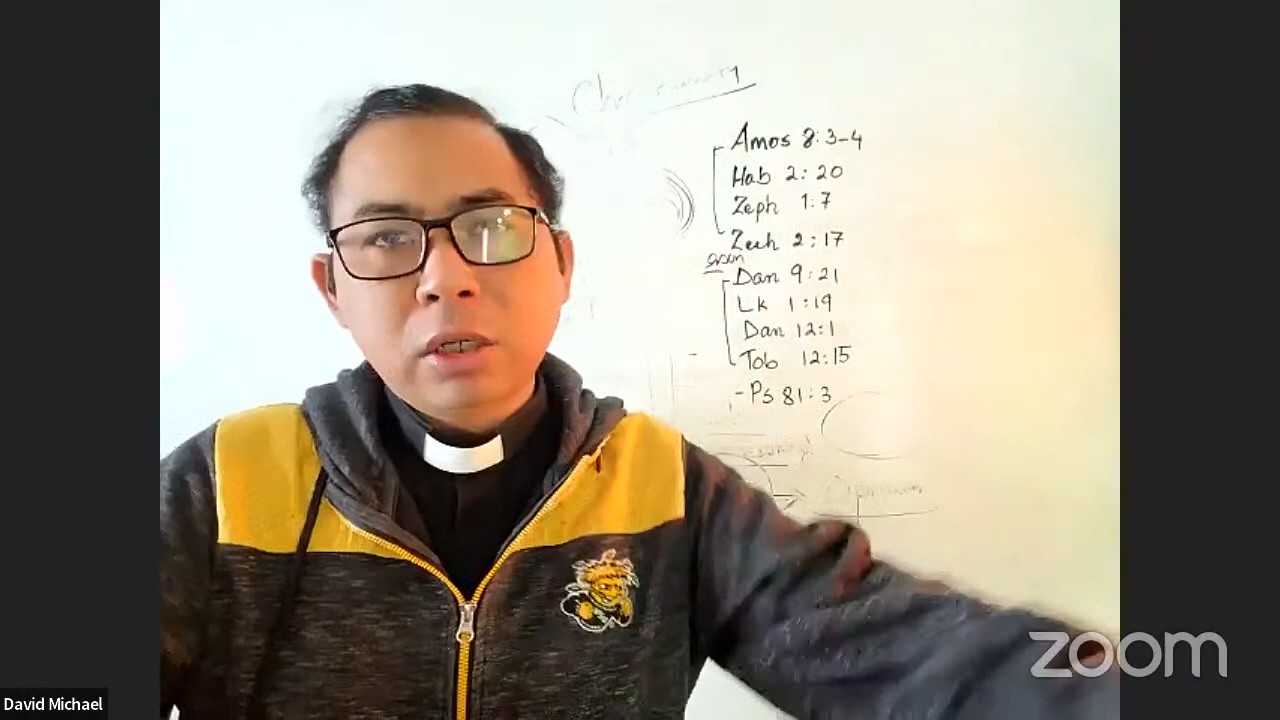 Amos 8:3-4
Hab 2:20
Zeph 1:7
Zech 2:17
Dan 9:21
Lk 1:19
Dan 12:1
Tob 12:15
-Ps 81:3
zoom
David Michael